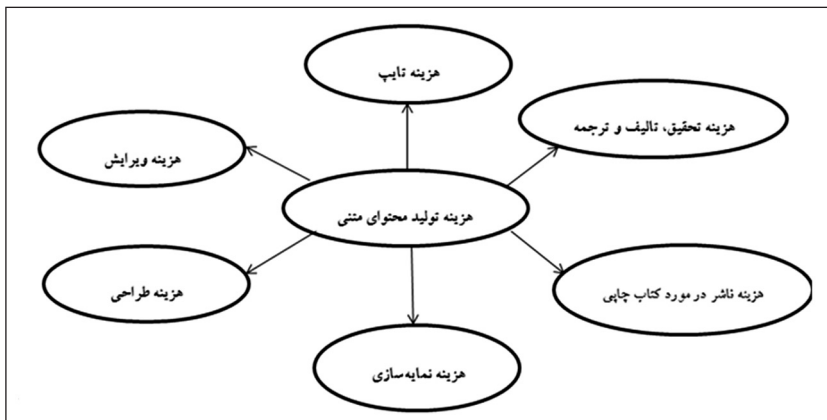 هزینه تایپ
هزینه تحقیق، تالیف و ترجمه
هزینه ویرایش
هزینه تولید محتوای متنی
هزینه ناشر در مورد کتاب چاپی
هزینه طراحی
هزینه نمایه‌سازی